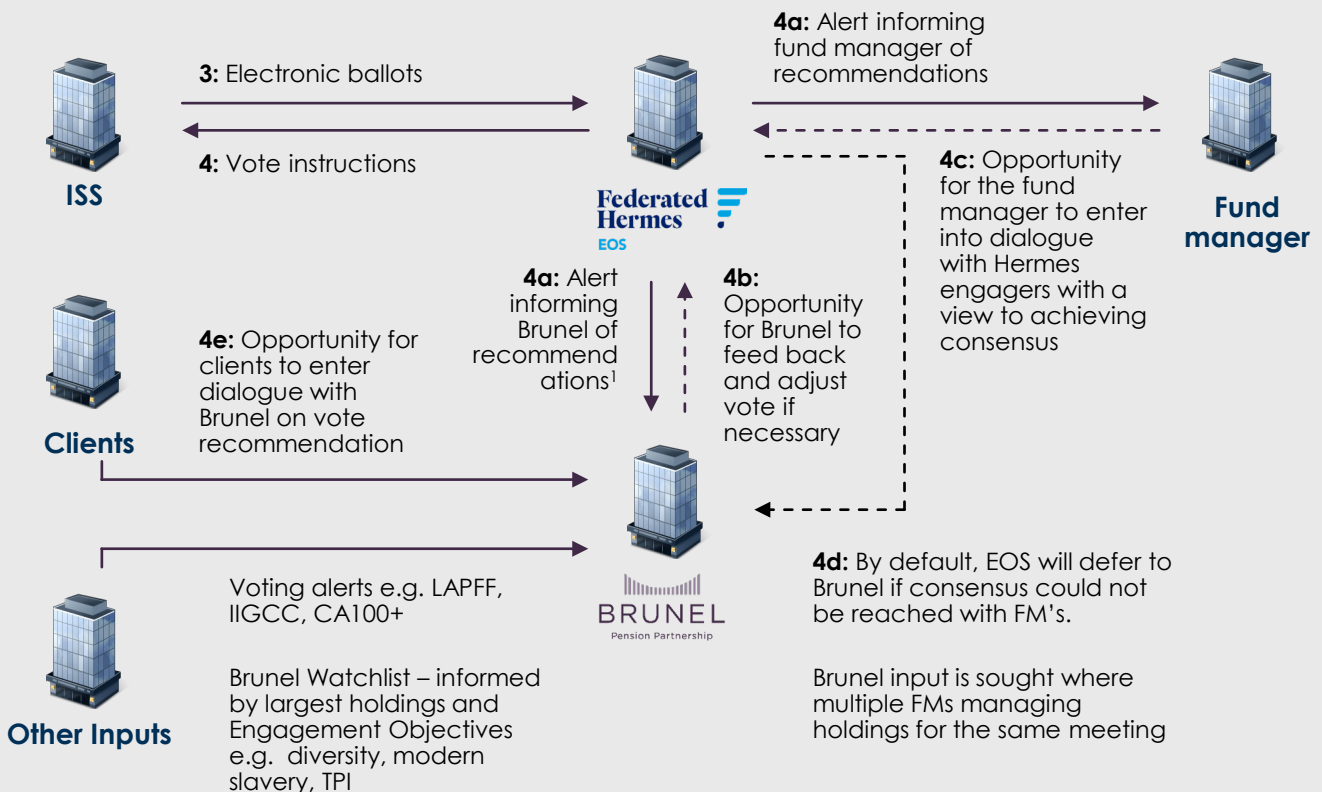 4a: Alert informing
fund manager of
recommendations
3: Electronic ballots
4: Vote instructions
ISS
Federated
Hermes
EOS
4c: Opportunity
for the fund
manager to enter
into dialogue
with Hermes
engagers with a
view to achieving
consensus
Fund
manager
4a: Alert
informing
Brunel of
recommend
ations¹
4b:
Opportunity
for Brunel to
feed back
and adjust
vote if
necessary
4e: Opportunity for
clients to enter
dialogue with
Brunel on vote
recommendation
Clients
BRUNEL
Pension Partnership
Voting alerts e.g. LAPFF,
IIGCC, CA100+
Brunel Watchlist – informed
by largest holdings and
Engagement Objectives
e.g. diversity, modern
slavery, TPI
Other Inputs
4d: By default, EOS will defer to
Brunel if consensus could not
be reached with FM's.
Brunel input is sought where
multiple FMs managing
holdings for the same meeting